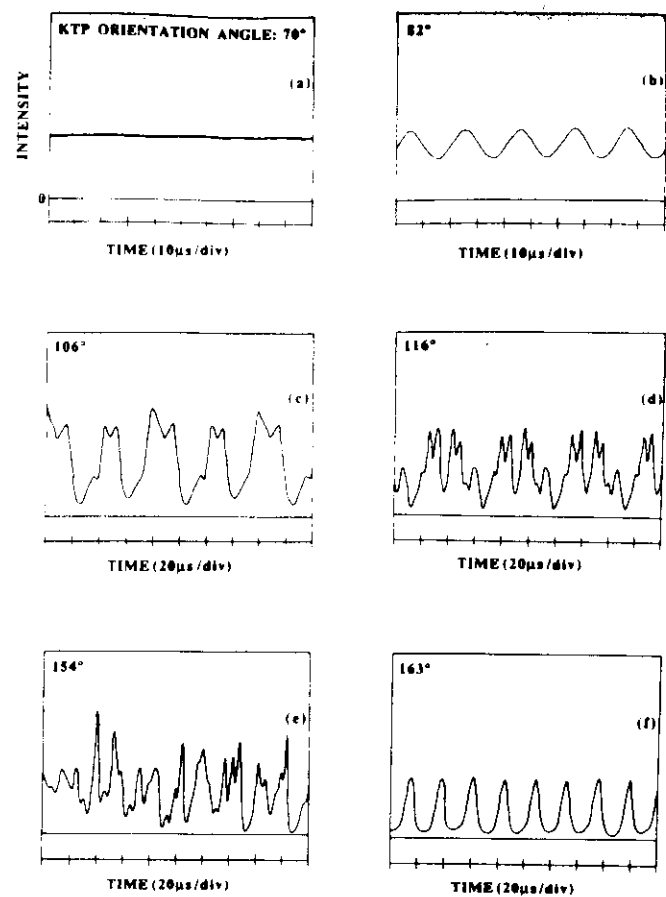 KTP ORIENTATION ANGLE: 70°
(a)
INTENSITY
0
TIME(10µs/div)
82°
(b)
TIME(10µs/div)
106°
(c)
TIME(20µs/div)
116°
(d)
TIME(20µs/div)
154°
(e)
TIME(20µs/div)
163°
(f)
TIME(20µs/div)